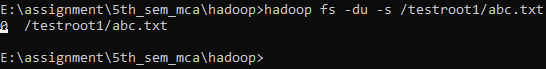 E:\assignment\5th_sem_mca\hadoop>hadoop fs -du -s /testroot1/abc.txt
0  /testroot1/abc.txt
E:\assignment\5th_sem_mca\hadoop>